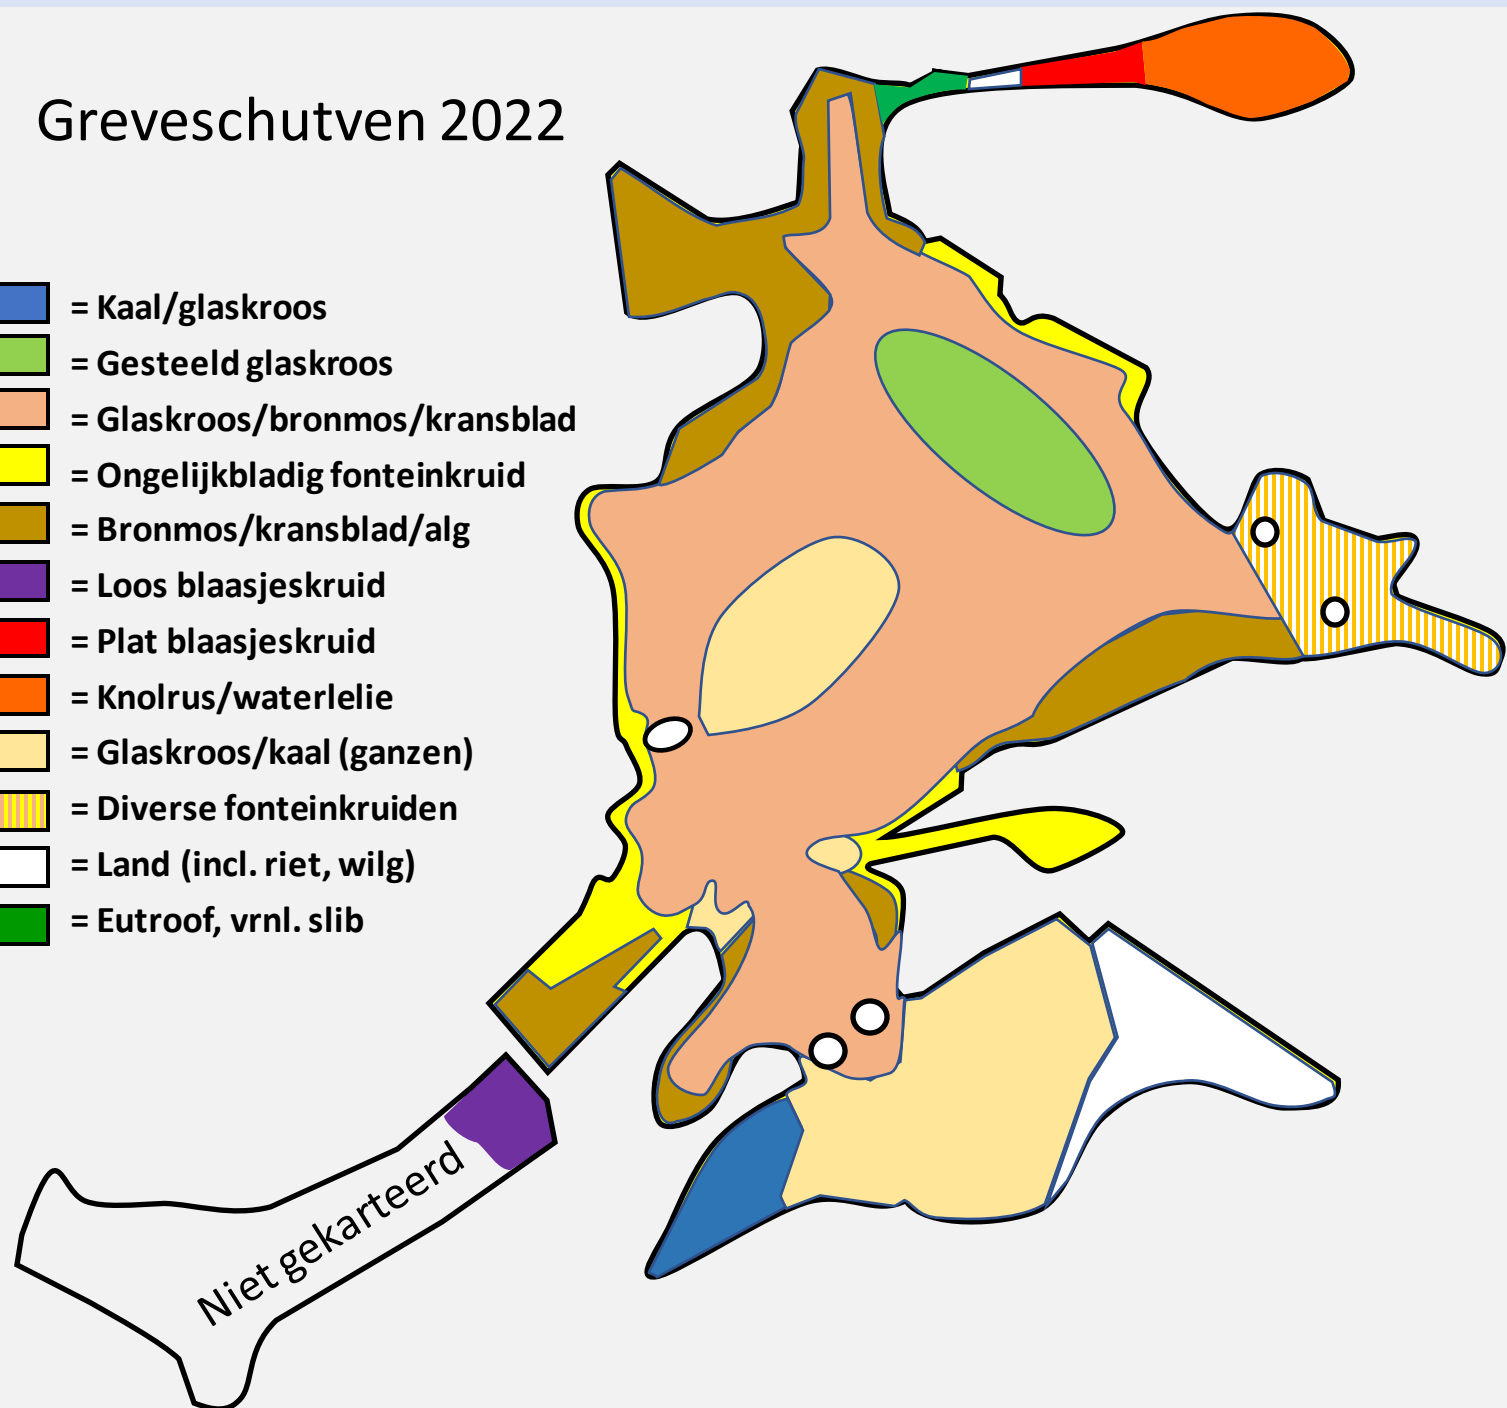 Greveschutven 2022
= Kaal/glaskroos
= Gesteeld glaskroos
= Glaskroos/bronmos/kransblad
= Ongelijkbladig fonteinkruid
= Bronmos/kransblad/alg
= Loos blaasjeskruid
= Plat blaasjeskruid
= Knolrus/waterlelie
= Glaskroos/kaal (ganzen)
= Diverse fonteinkruiden
= Land (incl. riet, wilg)
= Eutroof, vrnl. slib
Niet gekarteerd